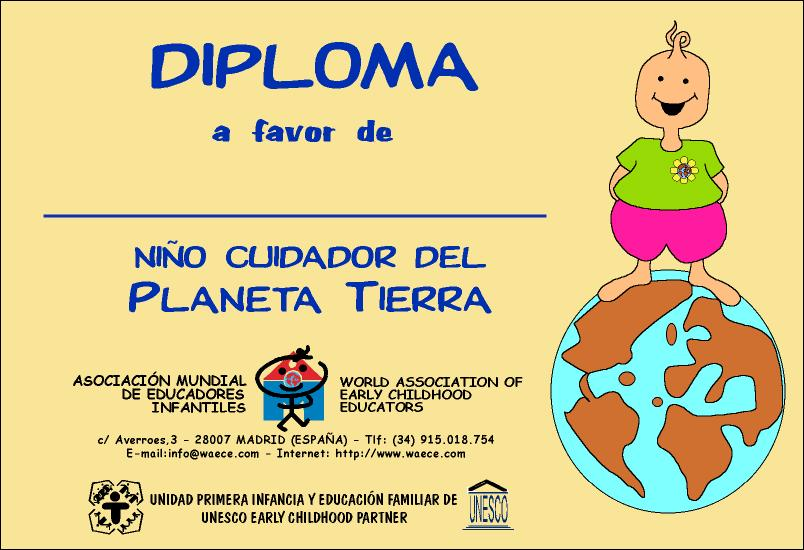 DIPLOMA
a favor de
NIÑO CUIDADOR DEL
PLANETA TIERRA
ASOCIACIÓN MUNDIAL
DE EDUCADORES
INFANTILES
WORLD ASSOCIATION OF
EARLY CHILDHOOD
EDUCATORS
c/ Averroes,3 - 28007 MADRID (ESPAÑA) - Tlf: (34) 915.018.754
E-mail:info@waece.com - Internet: http://www.waece.com
UNIDAD PRIMERA INFANCIA Y EDUCACIÓN FAMILIAR DE
UNESCO EARLY CHILDHOOD PARTNER
UNESCO